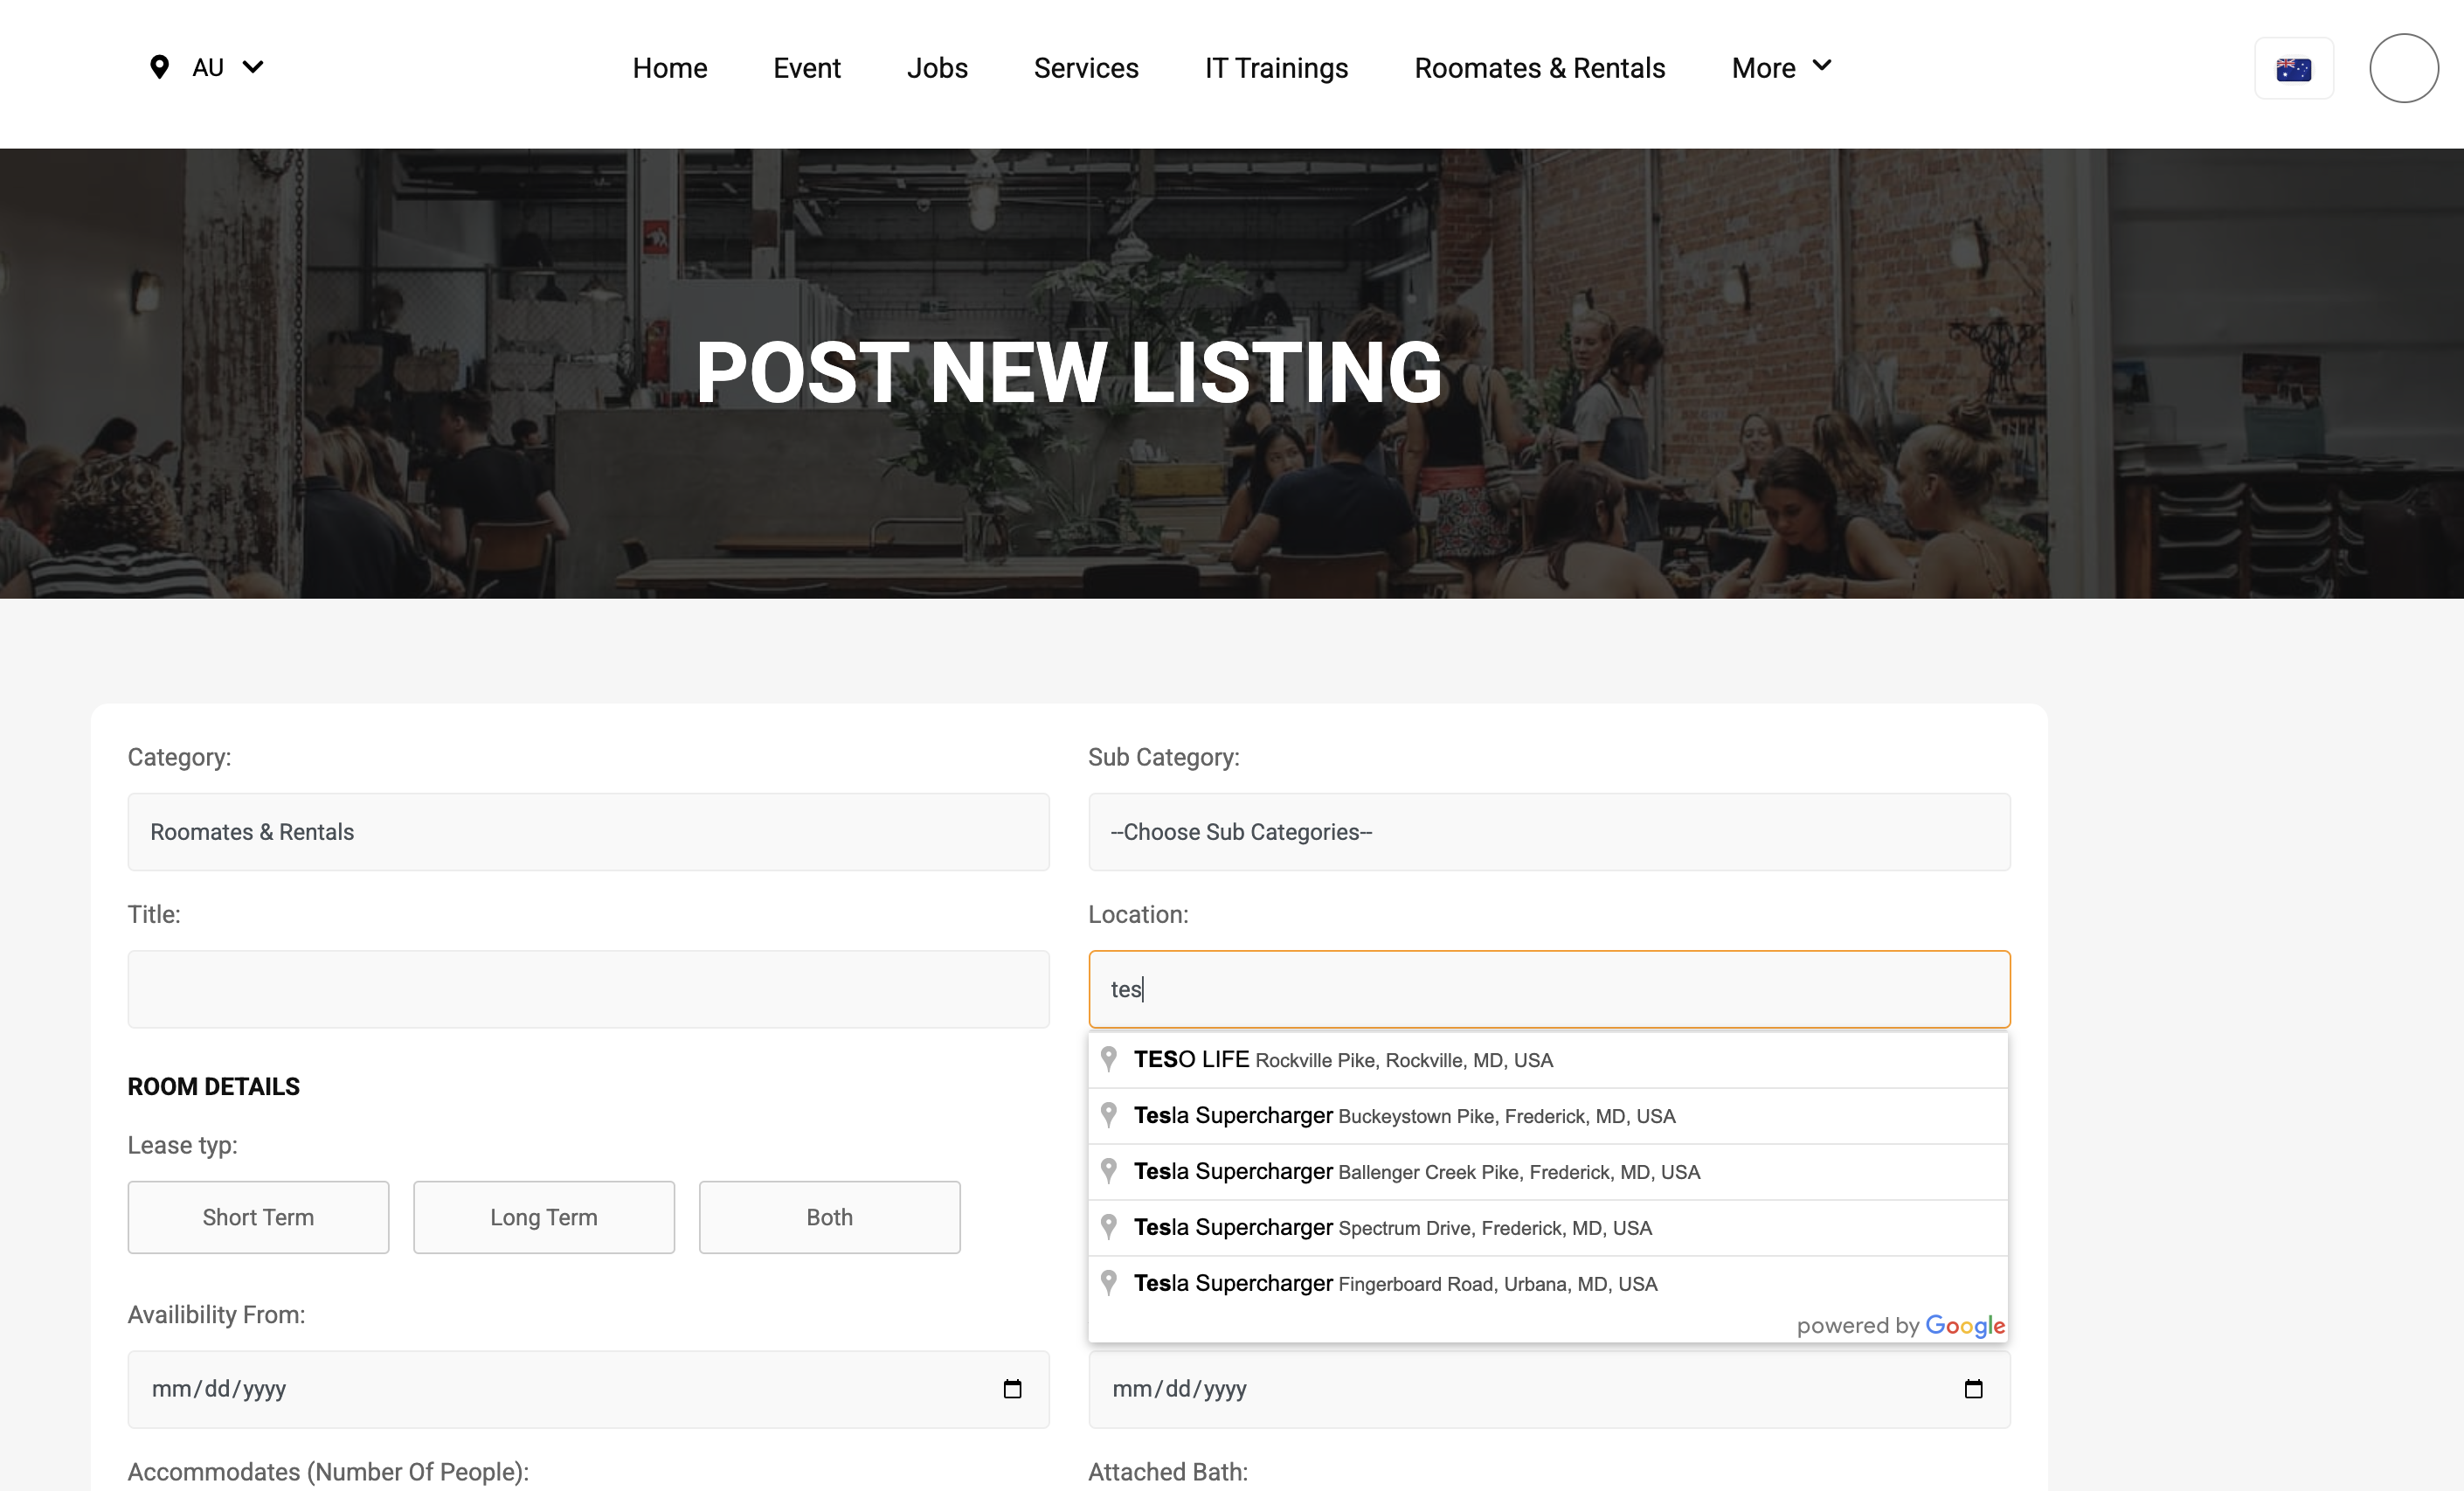 AU
Home Event Jobs Services IT Trainings Roomates & Rentals More
POST NEW LISTING
Category:
Roomates & Rentals
Sub Category:
--Choose Sub Categories--
Title:
Location:
tes
TESO LIFE Rockville Pike, Rockville, MD, USA
Tesla Supercharger Buckeystown Pike, Frederick, MD, USA
Tesla Supercharger Ballenger Creek Pike, Frederick, MD, USA
Tesla Supercharger Spectrum Drive, Frederick, MD, USA
Tesla Supercharger Fingerboard Road, Urbana, MD, USA
powered by Google
ROOM DETAILS
Lease typ:
Short Term Long Term Both
Availibility From:
mm/dd/yyyy
mm/dd/yyyy
Accommodates (Number Of People):
Attached Bath: